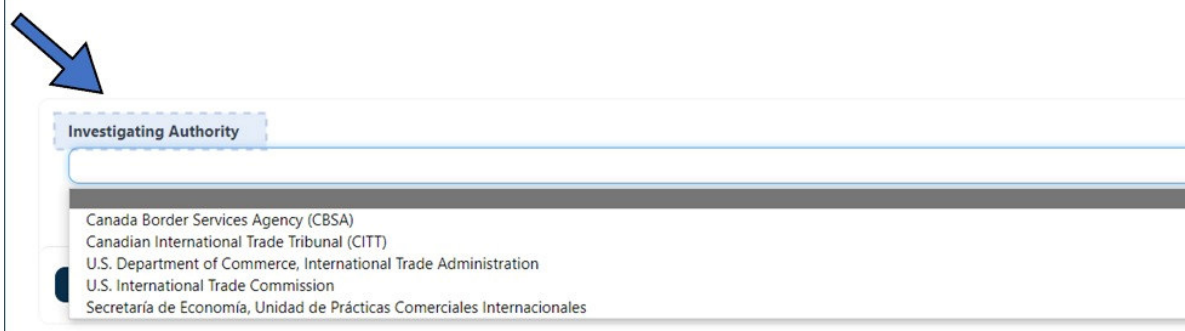 Investigating Authority
Canada Border Services Agency (CBSA)
Canadian International Trade Tribunal (CITT)
U.S. Department of Commerce, International Trade Administration
U.S. International Trade Commission
Secretaría de Economía, Unidad de Prácticas Comerciales Internacionales